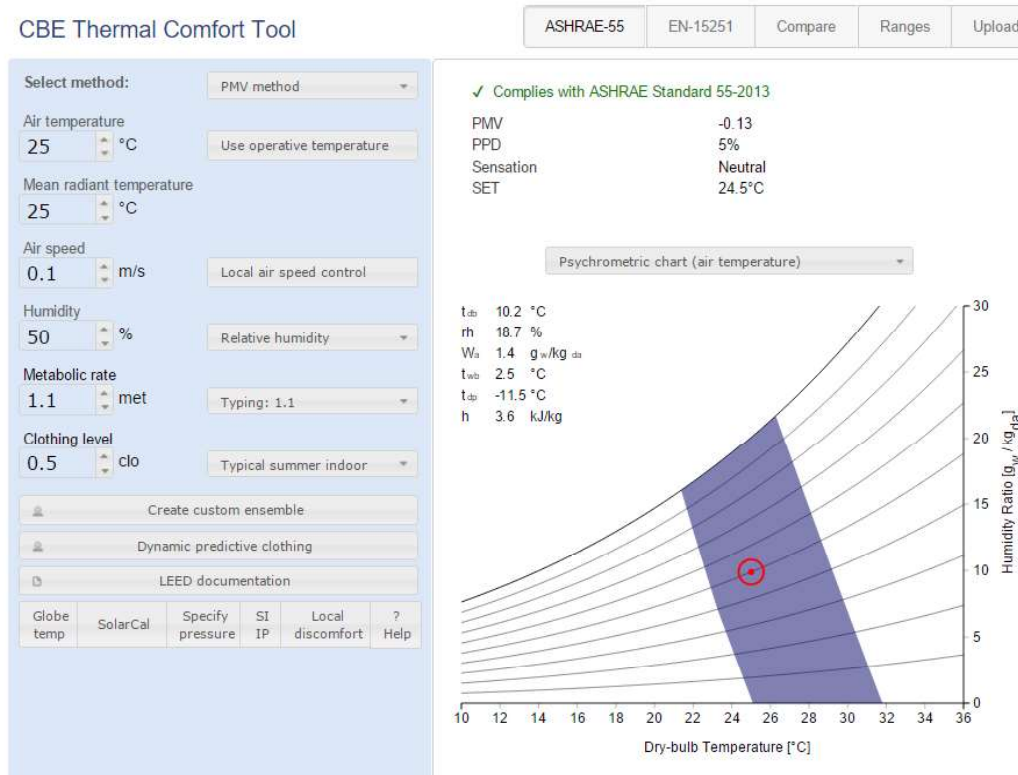 CBE Thermal Comfort Tool
ASHRAE-55 EN-15251 Compare Ranges Upload
Select method: PMV method
Air temperature
25 °C Use operative temperature
Mean radiant temperature
25 °C
Air speed
0.1 m/s Local air speed control
Humidity
50 % Relative humidity
Metabolic rate
1.1 met Typing: 1.1
Clothing level
0.5 clo Typical summer indoor
Create custom ensemble
Dynamic predictive clothing
LEED documentation
Globe temp SolarCal Specify pressure SI IP Local discomfort ? Help
✓ Complies with ASHRAE Standard 55-2013
PMV -0.13
PPD 5%
Sensation Neutral
SET 24.5°C
Psychrometric chart (air temperature)
t db 10.2 °C
rh 18.7 %
Wa 1.4 g w/kg da
t wb 2.5 °C
t dp -11.5 °C
h 3.6 kJ/kg
30
25
20
15
10
5
0
Humidity Ratio [g w / kg da]
10 12 14 16 18 20 22 24 26 28 30 32 34 36
Dry-bulb Temperature [°C]